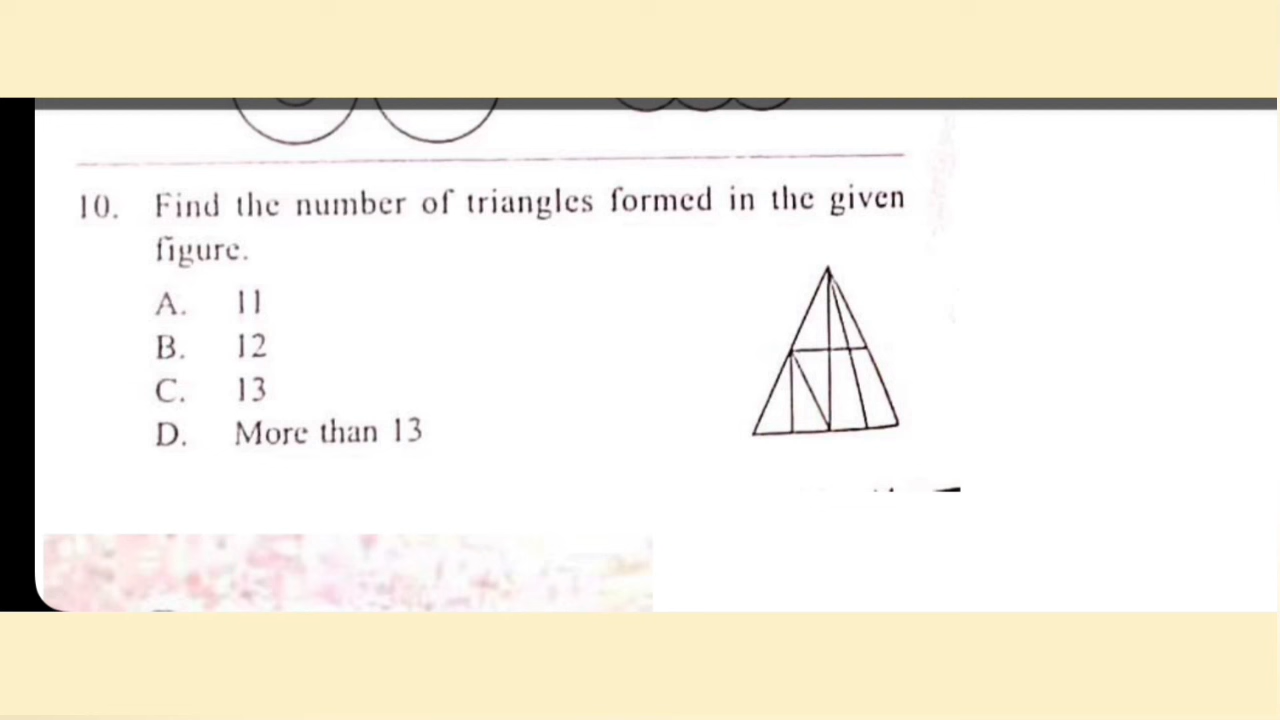 10. Find the number of triangles formed in the given
figure.
A. 11
B. 12
C. 13
D. More than 13